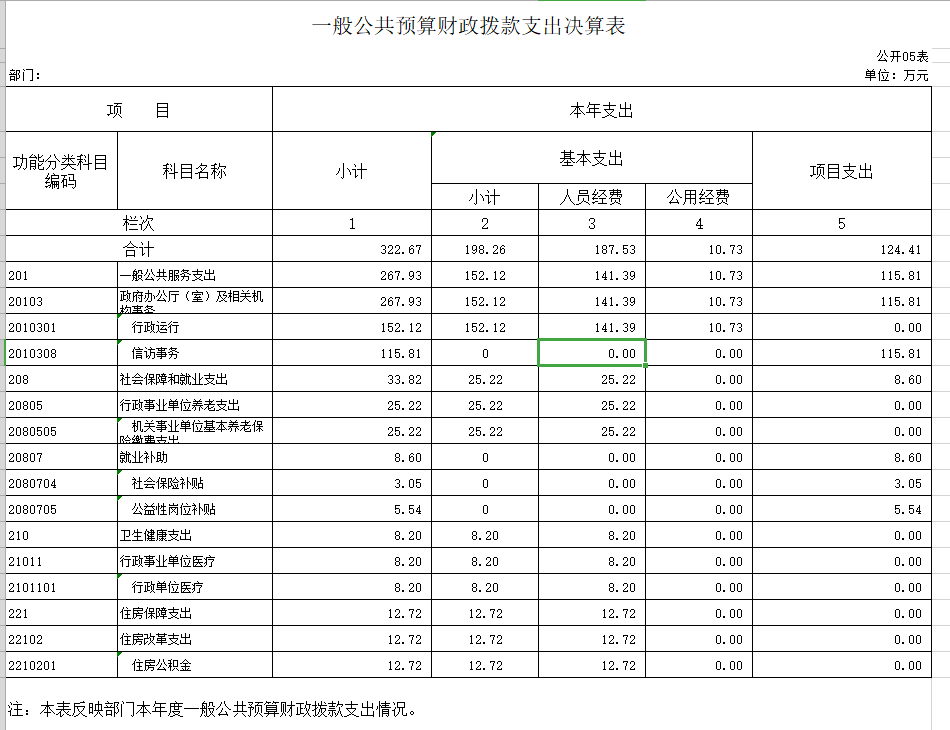 一般公共预算财政拨款支出决算表
公开05表
部门： 单位：万元
项 目 本年支出
功能分类科目编码 科目名称 小计 基本支出 项目支出
小计 人员经费 公用经费
栏次 1 2 3 4 5
合计 322.67 198.26 187.53 10.73 124.41
201 一般公共服务支出 267.93 152.12 141.39 10.73 115.81
20103 政府办公厅（室）及相关机构事务 267.93 152.12 141.39 10.73 115.81
2010301 行政运行 152.12 152.12 141.39 10.73 0.00
2010308 信访事务 115.81 0 0.00 0.00 115.81
208 社会保障和就业支出 33.82 25.22 25.22 0.00 8.60
20805 行政事业单位养老支出 25.22 25.22 25.22 0.00 0.00
2080505 机关事业单位基本养老保险缴费支出 25.22 25.22 25.22 0.00 0.00
20807 就业补助 8.60 0 0.00 0.00 8.60
2080704 社会保险补贴 3.05 0 0.00 0.00 3.05
2080705 公益性岗位补贴 5.54 0 0.00 0.00 5.54
210 卫生健康支出 8.20 8.20 8.20 0.00 0.00
21011 行政事业单位医疗 8.20 8.20 8.20 0.00 0.00
2101101 行政单位医疗 8.20 8.20 8.20 0.00 0.00
221 住房保障支出 12.72 12.72 12.72 0.00 0.00
22102 住房改革支出 12.72 12.72 12.72 0.00 0.00
2210201 住房公积金 12.72 12.72 12.72 0.00 0.00
注：本表反映部门本年度一般公共预算财政拨款支出情况。